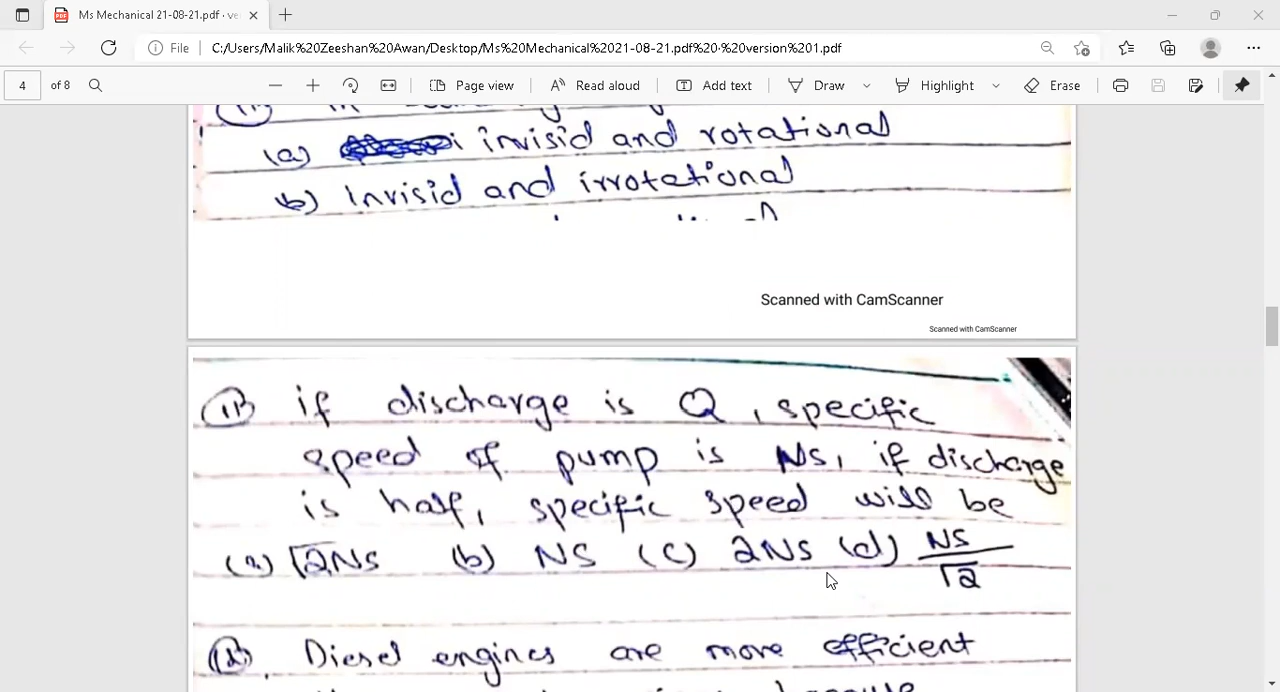 Ms Mechanical 21-08-21.pdf - ve
File
C:/Users/Malik%20Zeeshan%20Awan/Desktop/Ms%20Mechanical%2021-08-21.pdf%20%20version%201.pdf
4 of 8
Page view
Read aloud
Add text
Draw
Highlight
Erase
(a) invisid and rotational
(b) Invisid and irrotational
Scanned with CamScanner
Scanned with CamScanner
(11) if discharge is Q, specific
speed of pump is Ns, if discharge
is half, specific speed will be
(a) √2Ns (b) NS (c) 2NS (d) NS/√2
(12). Diesel engines are more efficient